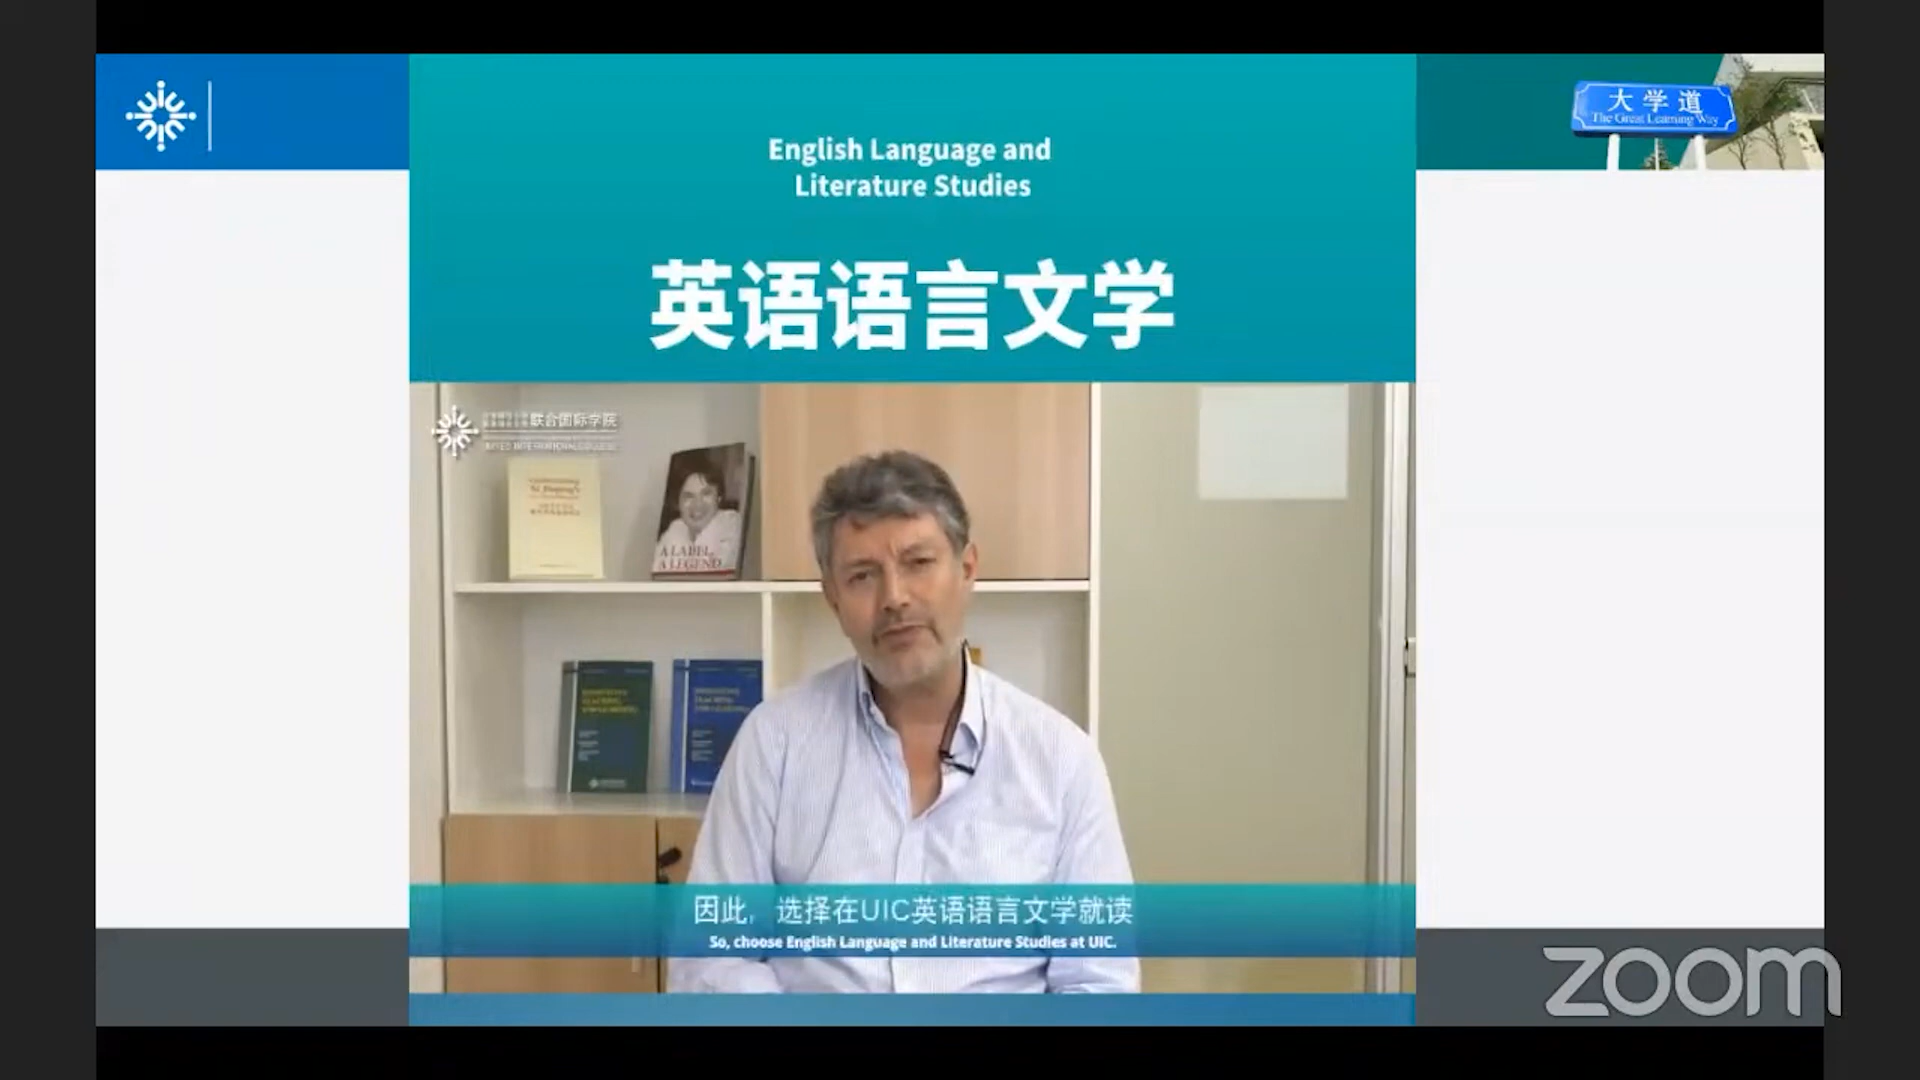 大学道
The Great Learning Way
English Language and
Literature Studies
英语语言文学
联合国际学院
A LABEL,
A LEGEND
因此， 选择在UIC英语语言文学就读
So, choose English Language and Literature Studies at UIC.
zoom